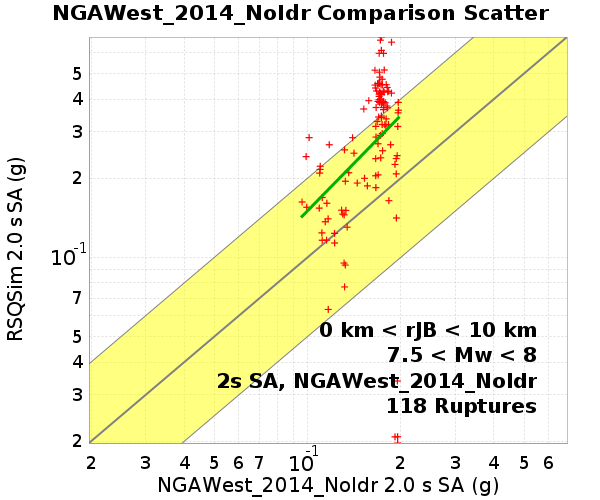 NGAWest_2014_NoIdr Comparison Scatter
RSQSim 2.0 s SA (g)
5
4
3
2
10⁻¹
7
5
4
3
2
0 km < rJB < 10 km
7.5 < Mw < 8
2s SA, NGAWest_2014_NoIdr
118 Ruptures
2 3 4 5 6 7 10⁻¹ 2 3 4 5 6
NGAWest_2014_NoIdr 2.0 s SA (g)